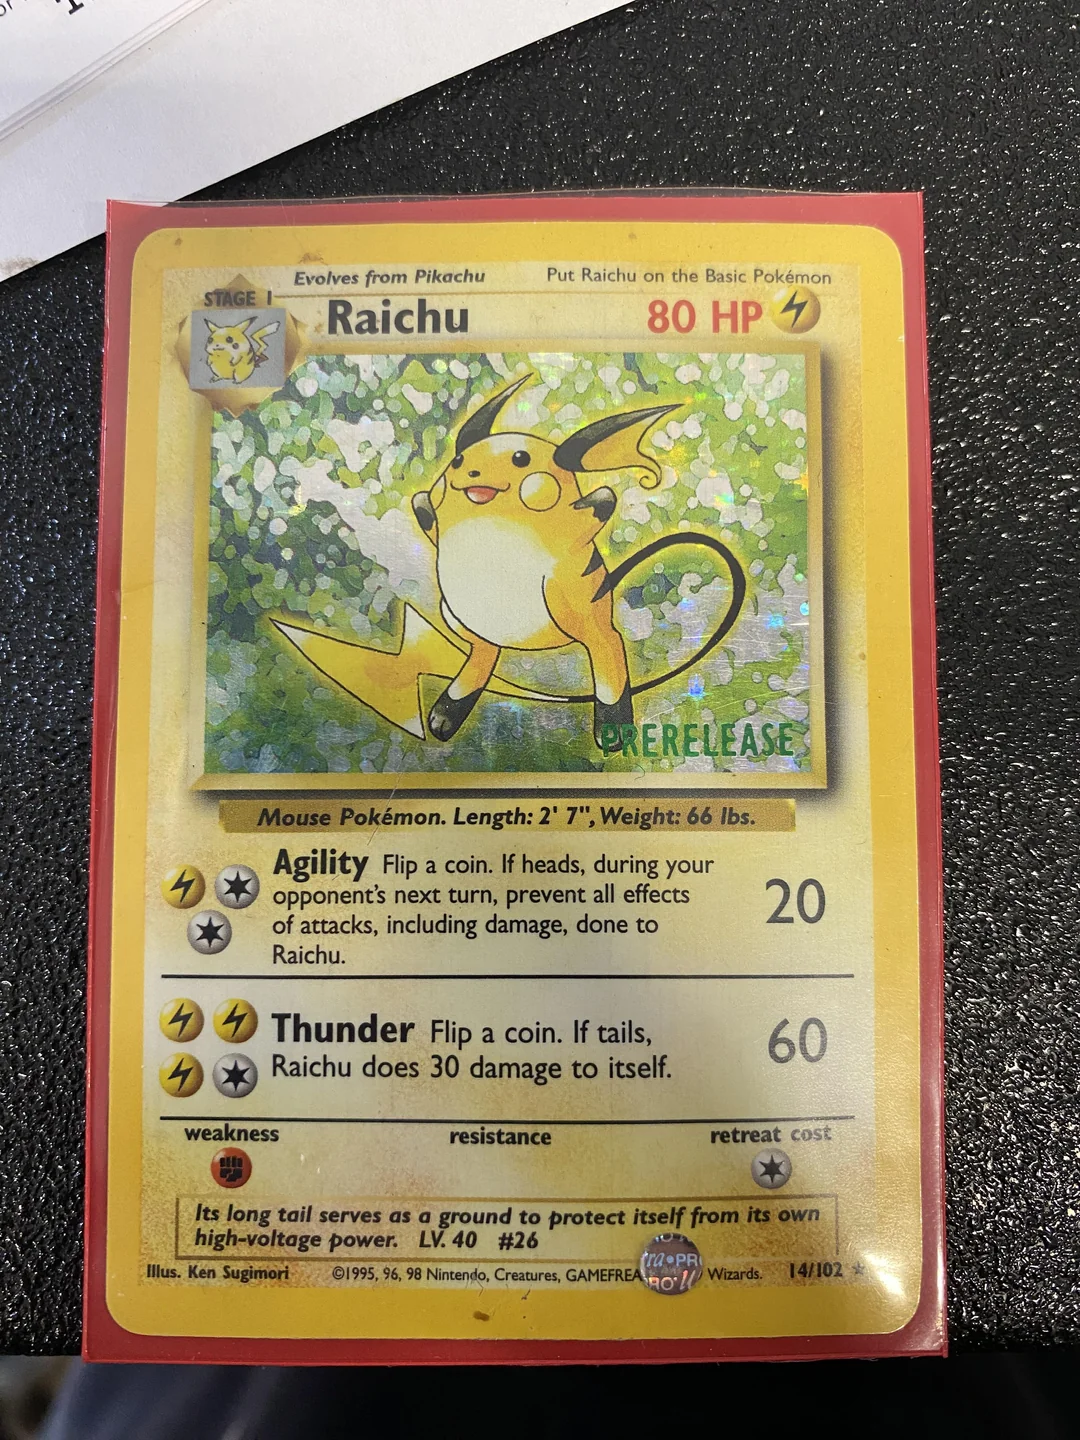 Evolves from Pikachu
Put Raichu on the Basic Pokémon
STAGE 1
Raichu
80 HP
PRERELEASE
Mouse Pokémon. Length: 2' 7", Weight: 66 lbs.
Agility Flip a coin. If heads, during your
opponent's next turn, prevent all effects
of attacks, including damage, done to
Raichu.
20
Thunder Flip a coin. If tails,
Raichu does 30 damage to itself.
60
weakness
resistance
retreat cost
Its long tail serves as a ground to protect itself from its own
high-voltage power. LV. 40 #26
Illus. Ken Sugimori
©1995, 96, 98 Nintendo, Creatures, GAMEFREA
Wizards.
14/102 ★